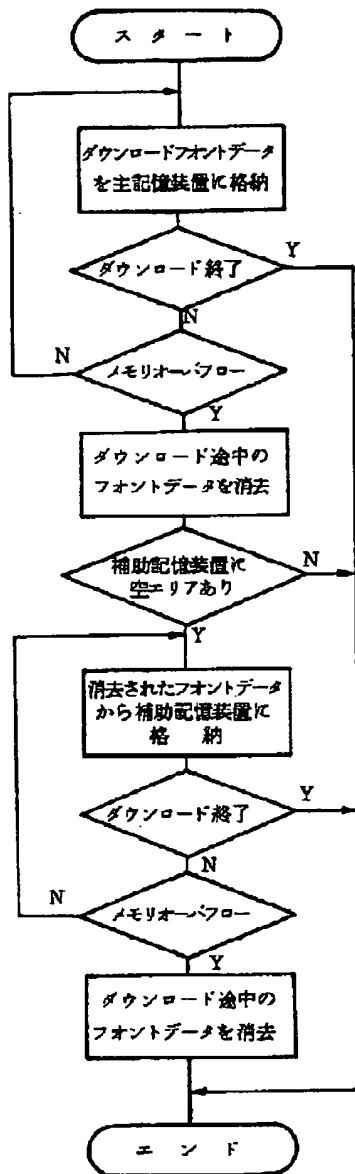 スタート
ダウンロードフォントデータ
を主記憶装置に格納
ダウンロード終了
Y
N
N
メモリオーバフロー
Y
ダウンロード途中の
フォントデータを消去
補助記憶装置に
空エリアあり
N
Y
消去されたフォントデータ
から補助記憶装置に
格納
ダウンロード終了
Y
N
N
メモリオーバフロー
Y
ダウンロード途中の
フォントデータを消去
エンド